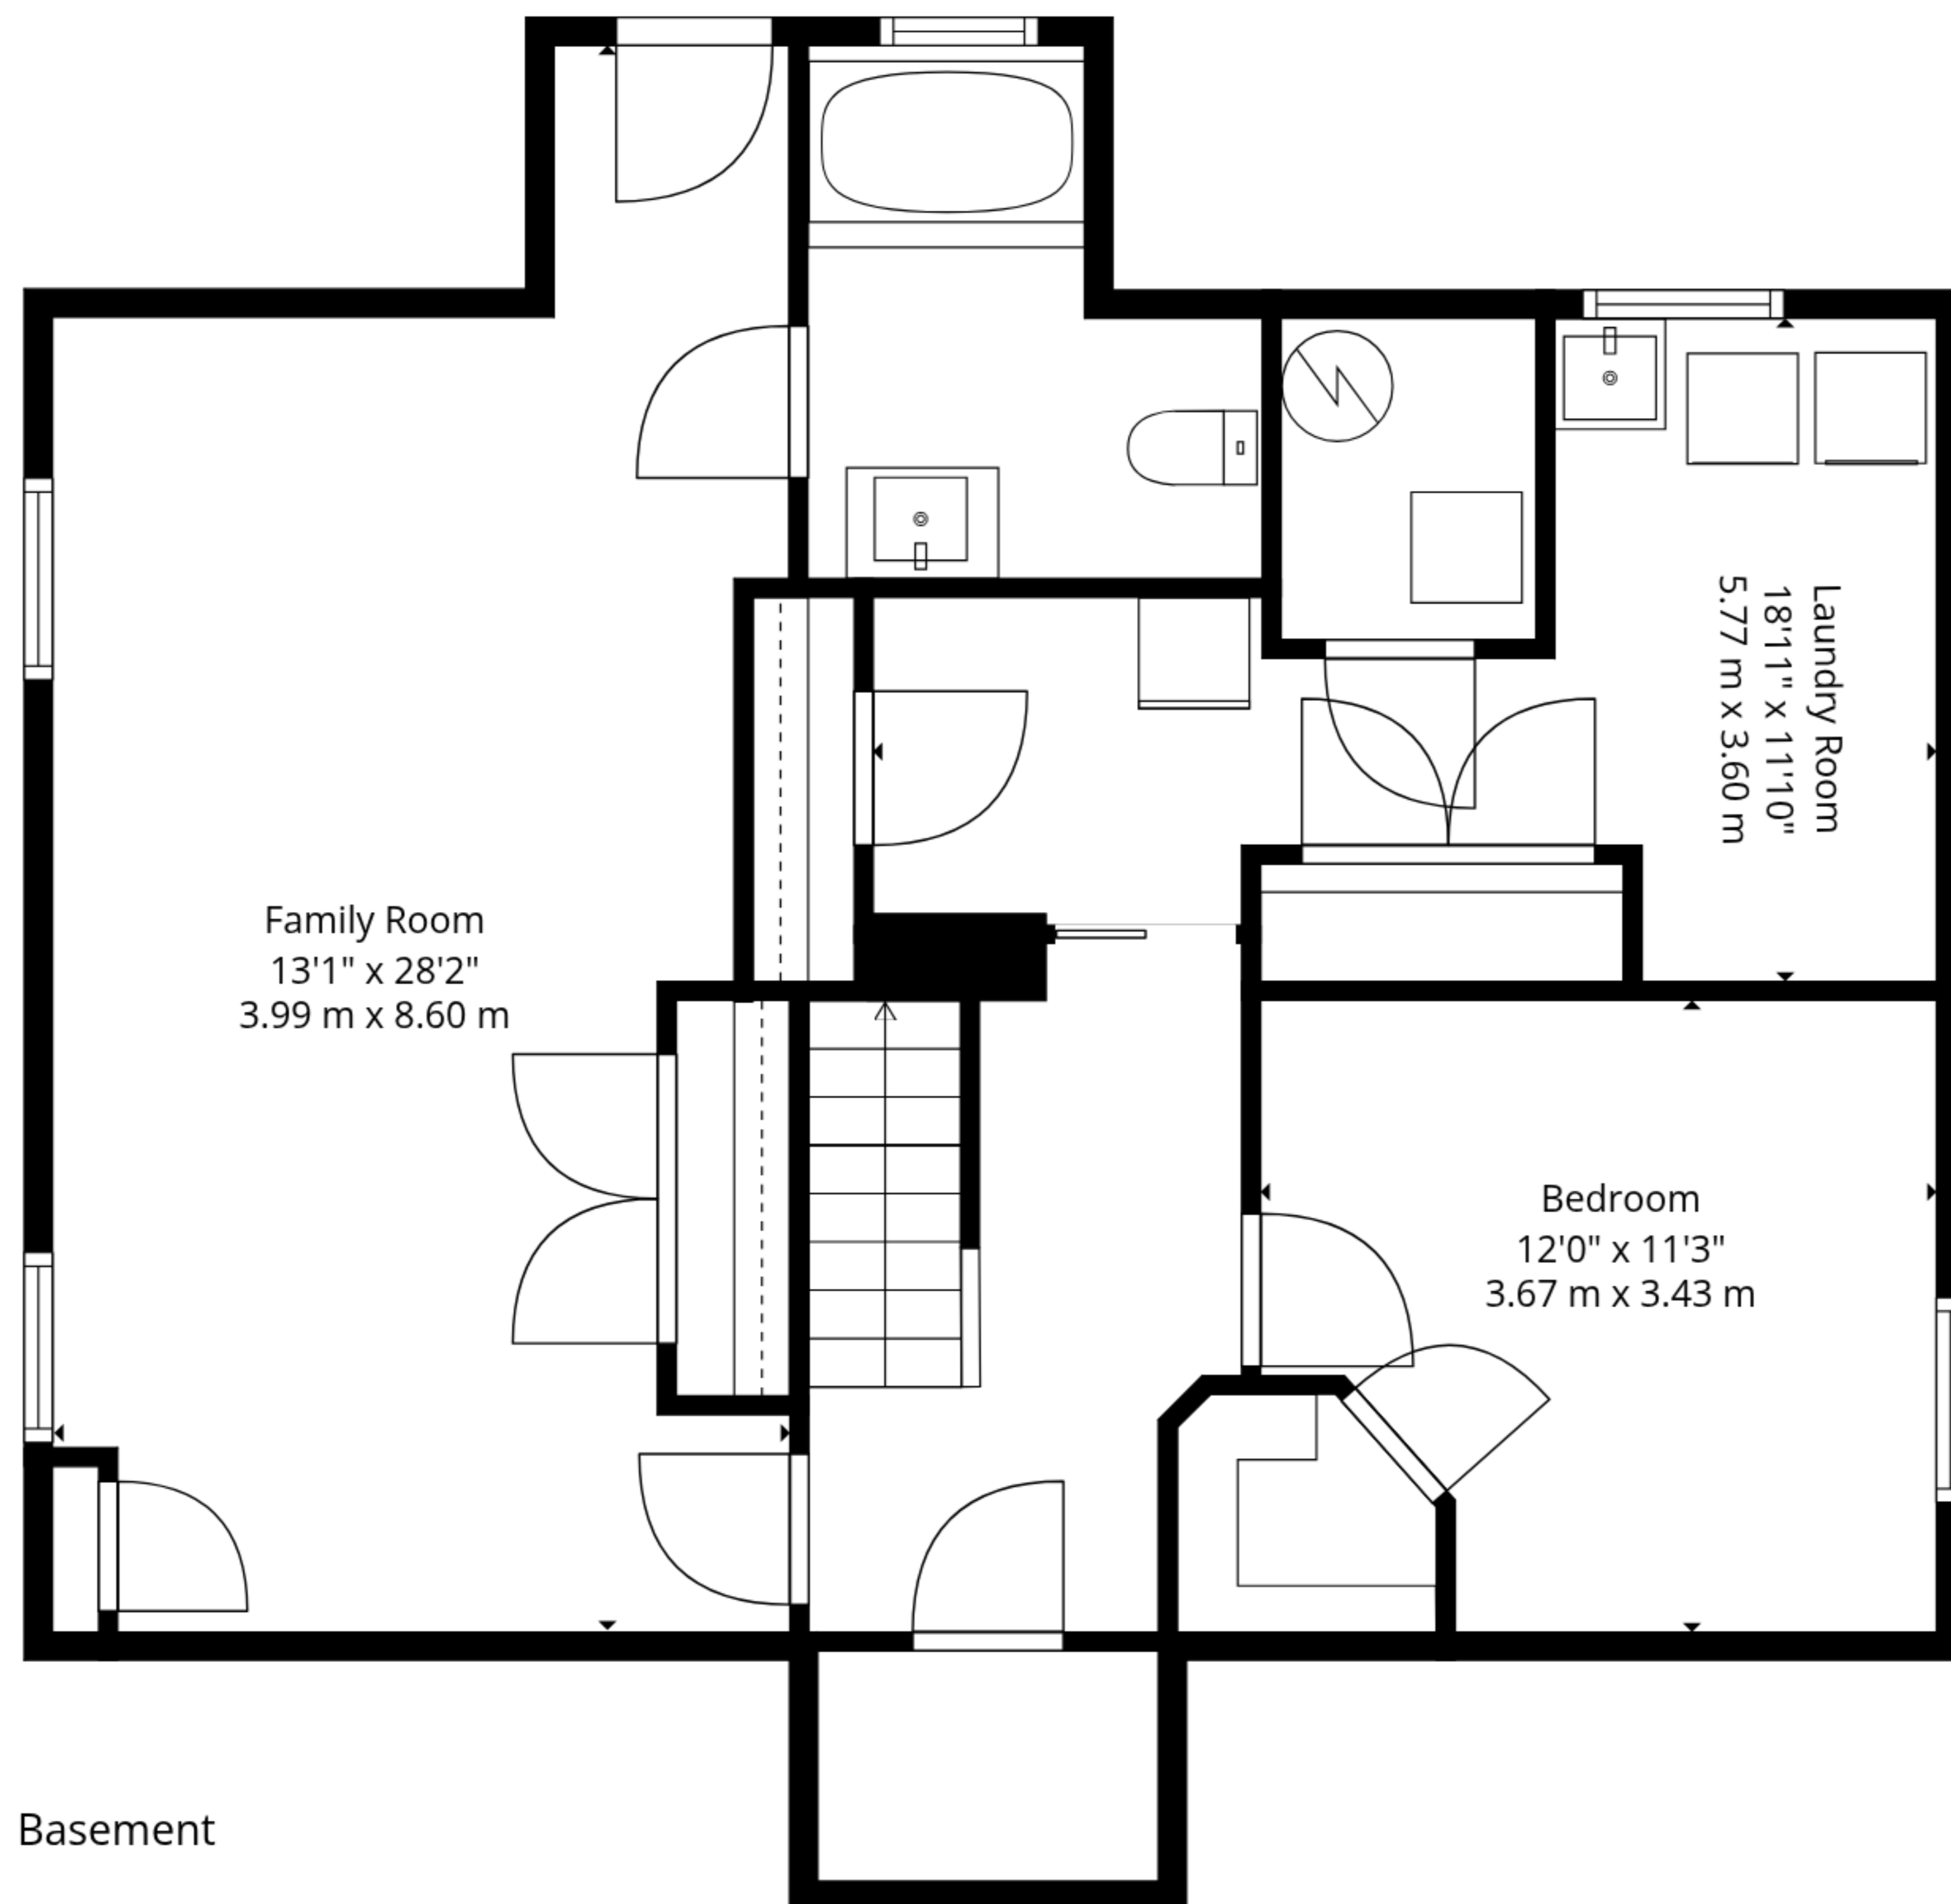 Laundry Room
18'11" x 11'10"
5.77 m x 3.60 m
Family Room
13'1" x 28'2"
3.99 m x 8.60 m
Bedroom
12'0" x 11'3"
3.67 m x 3.43 m
Basement